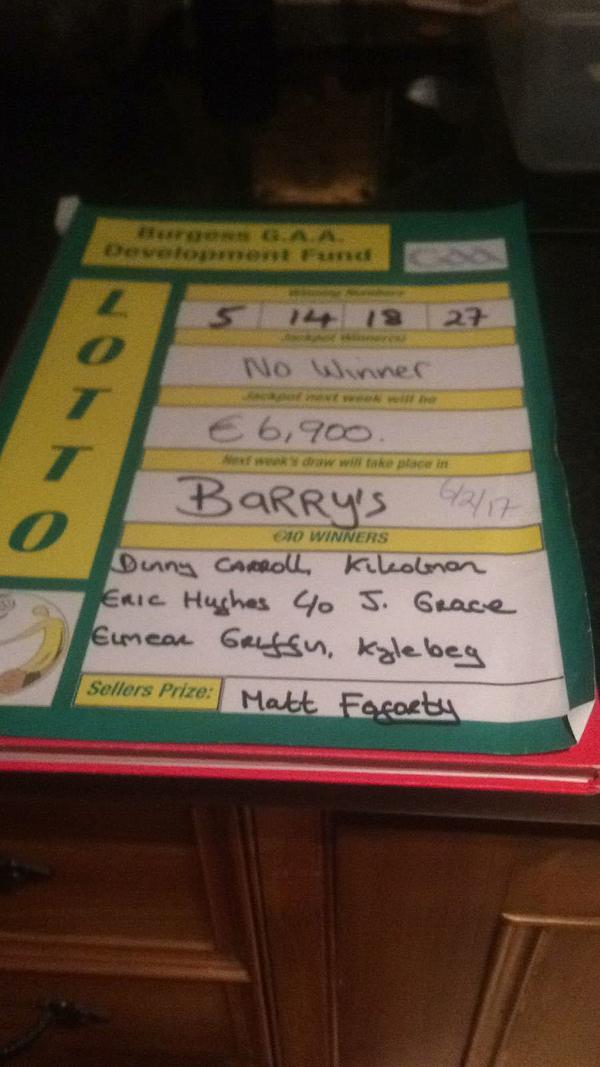 Burgess G.A.A.
Development Fund
LOTTO
Winning Numbers
5 14 18 27
Jackpot Winner(s)
No Winner
Jackpot next week will be
€6,900.
Next week's draw will take place in
BARRY'S 6/2/17
€40 WINNERS
Dinny CARROLL, Kilcolman
ERIC Hughes c/o J. Grace
Eimear Griffin, Kylebeg
Sellers Prize: Matt Fogarty